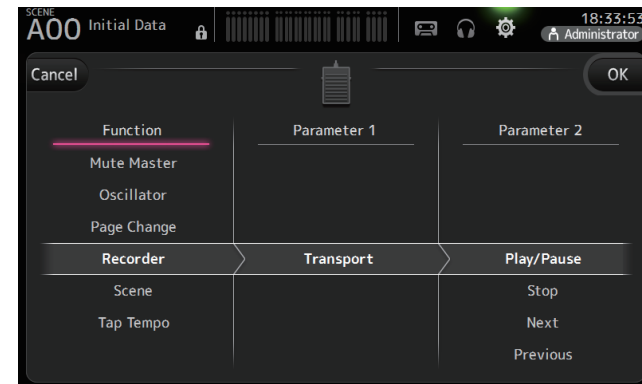 SCENE
A00 Initial Data
18:33:53
Administrator
Cancel
OK
Function Parameter 1 Parameter 2
Mute Master
Oscillator
Page Change
Recorder Transport Play/Pause
Scene Stop
Tap Tempo Next
Previous